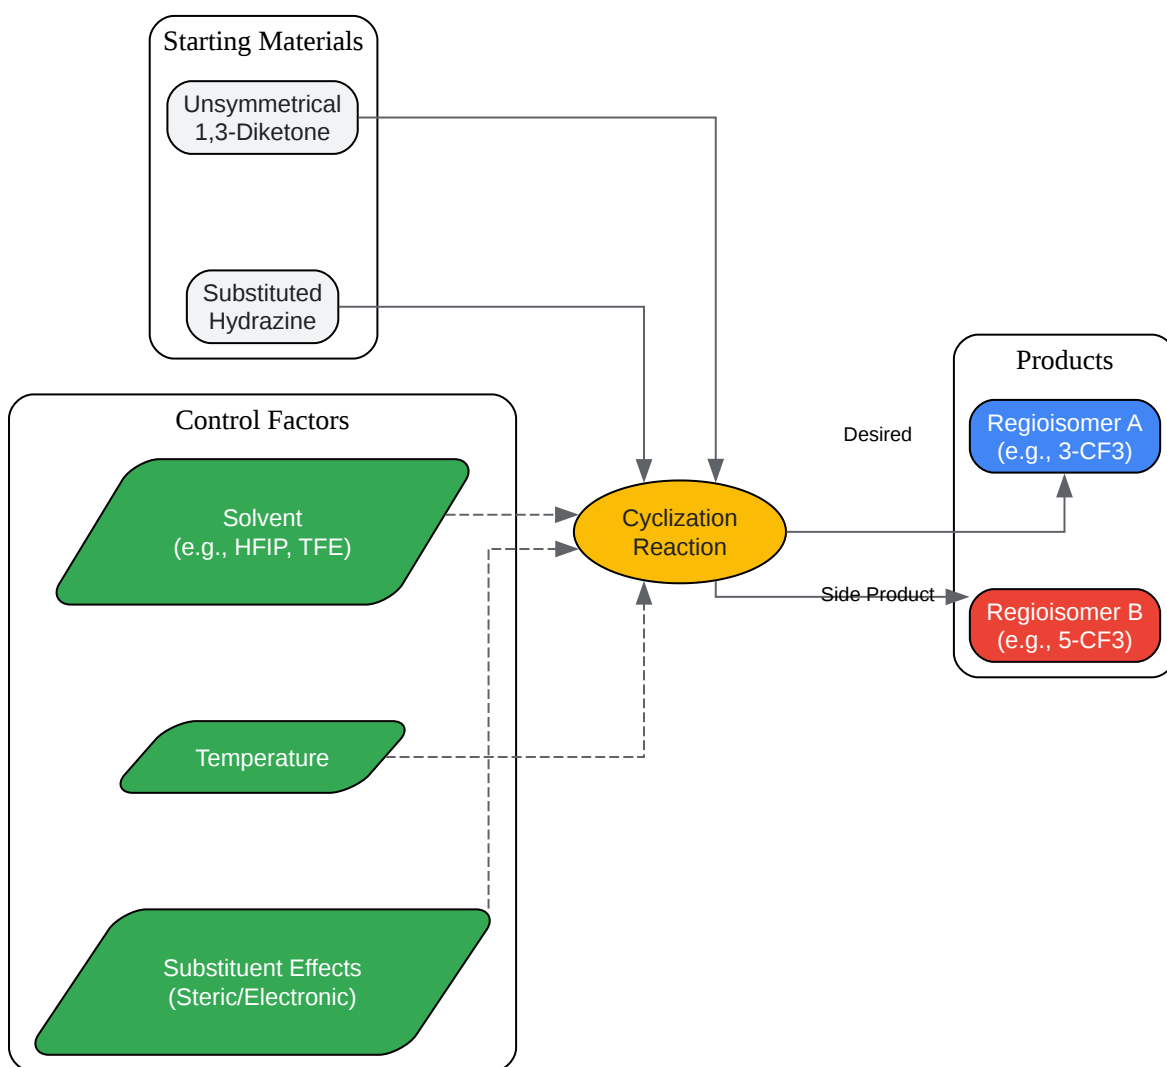 Starting Materials
Unsymmetrical
1,3-Diketone
Substituted
Hydrazine
Control Factors
Solvent
(e.g., HFIP, TFE)
Temperature
Substituent Effects
(Steric/Electronic)
Cyclization
Reaction
Desired
Side Product
Products
Regioisomer A
(e.g., 3-CF3)
Regioisomer B
(e.g., 5-CF3)